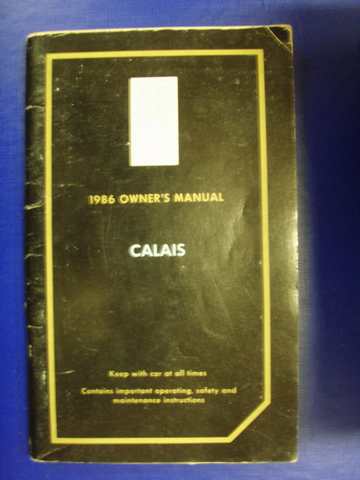 1986 OWNER'S MANUAL
CALAIS
Keep with car at all times
Contains important operating, safety and
maintenance instructions